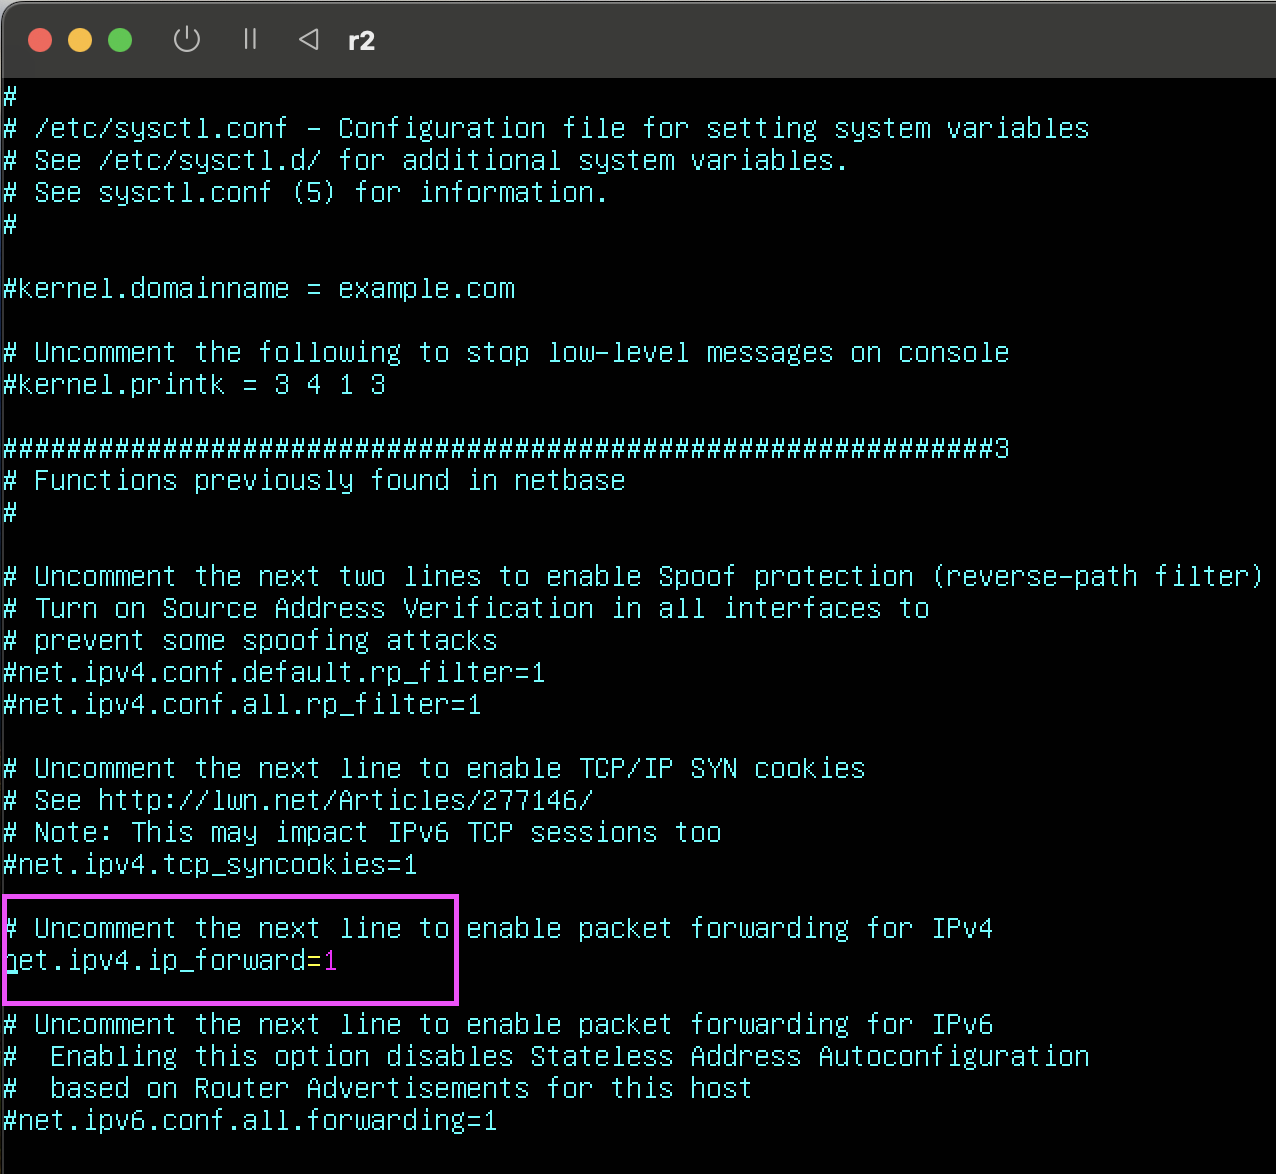 r2
#
# /etc/sysctl.conf - Configuration file for setting system variables
# See /etc/sysctl.d/ for additional system variables.
# See sysctl.conf (5) for information.
#
#kernel.domainname = example.com
# Uncomment the following to stop low-level messages on console
#kernel.printk = 3 4 1 3
##############################################################3
# Functions previously found in netbase
#
# Uncomment the next two lines to enable Spoof protection (reverse-path filter)
# Turn on Source Address Verification in all interfaces to
# prevent some spoofing attacks
#net.ipv4.conf.default.rp_filter=1
#net.ipv4.conf.all.rp_filter=1
# Uncomment the next line to enable TCP/IP SYN cookies
# See http://lwn.net/Articles/277146/
# Note: This may impact IPv6 TCP sessions too
#net.ipv4.tcp_syncookies=1
# Uncomment the next line to enable packet forwarding for IPv4
net.ipv4.ip_forward=1
# Uncomment the next line to enable packet forwarding for IPv6
#  Enabling this option disables Stateless Address Autoconfiguration
#  based on Router Advertisements for this host
#net.ipv6.conf.all.forwarding=1